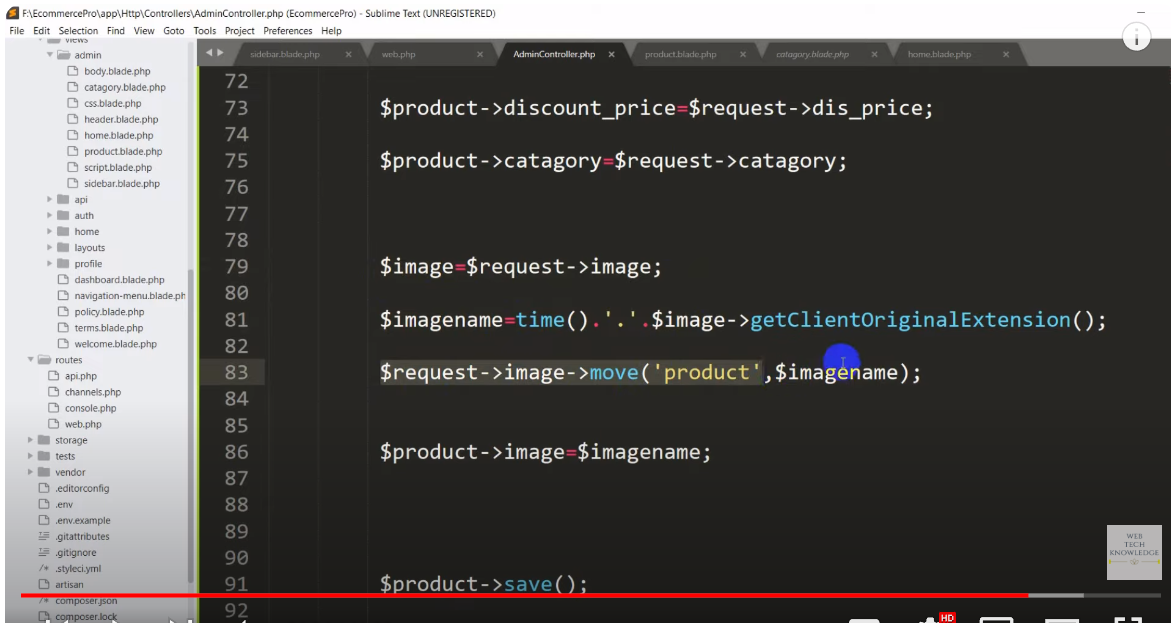 F:\EcommercePro\app\Http\Controllers\AdminController.php (EcommercePro) - Sublime Text (UNREGISTERED)
File Edit Selection Find View Goto Tools Project Preferences Help
views
admin
body.blade.php
catagory.blade.php
css.blade.php
header.blade.php
home.blade.php
product.blade.php
script.blade.php
sidebar.blade.php
api
auth
home
layouts
profile
dashboard.blade.php
navigation-menu.blade.ph
policy.blade.php
terms.blade.php
welcome.blade.php
routes
api.php
channels.php
console.php
web.php
storage
tests
vendor
.editorconfig
.env
.env.example
.gitattributes
.gitignore
.styleci.yml
artisan
composer.json
composer.lock
sidebar.blade.php web.php AdminController.php product.blade.php catagory.blade.php home.blade.php
72
73 $product->discount_price=$request->dis_price;
74
75 $product->catagory=$request->catagory;
76
77
78
79 $image=$request->image;
80
81 $imagename=time().'.'.$image->getClientOriginalExtension();
82
83 $request->image->move('product',$imagename);
84
85
86 $product->image=$imagename;
87
88
89
90
91 $product->save();
92
WEB
TECH
KNOWLEDGE
HD